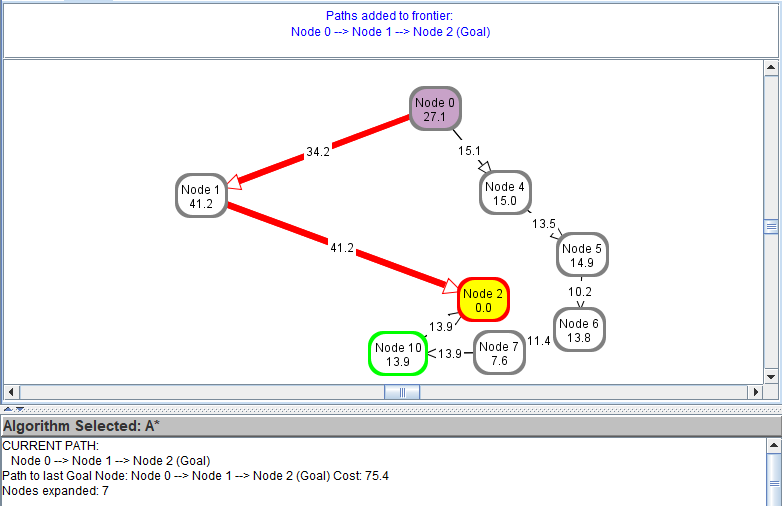 Paths added to frontier:
Node 0 --> Node 1 --> Node 2 (Goal)
Node 0
27.1
34.2
15.1
Node 1
41.2
Node 4
15.0
13.5
41.2
Node 5
14.9
10.2
Node 2
0.0
13.9
Node 6
13.8
11.4
Node 10
13.9
13.9
Node 7
7.6
Algorithm Selected: A*
CURRENT PATH:
Node 0 --> Node 1 --> Node 2 (Goal)
Path to last Goal Node: Node 0 --> Node 1 --> Node 2 (Goal) Cost: 75.4
Nodes expanded: 7